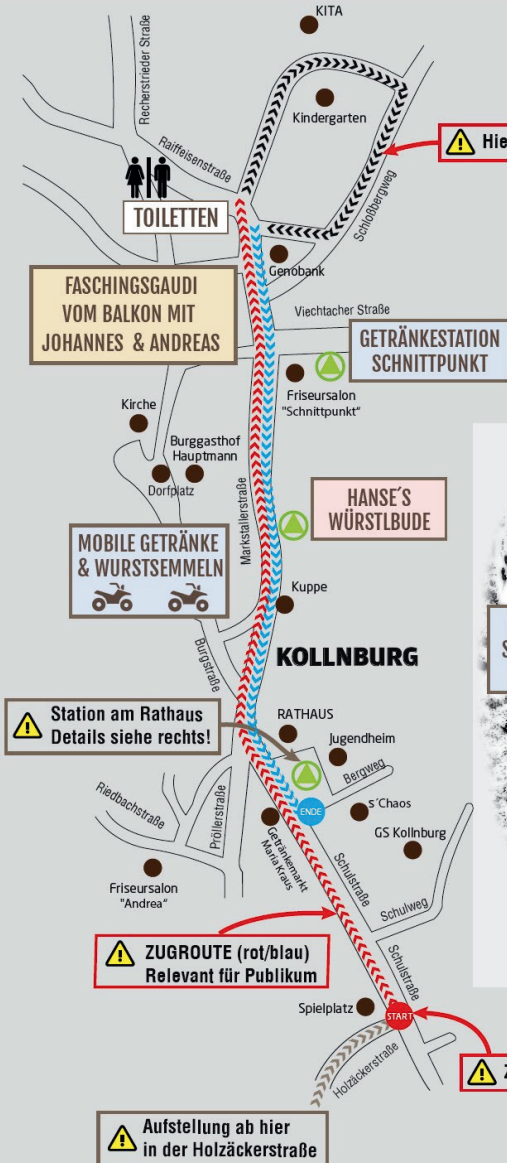 KITA
Recherstrieder Straße
Kindergarten
Hie
Raiffeisenstraße
Schloßbergweg
TOILETTEN
Genobank
FASCHINGSGAUDI
VOM BALKON MIT
JOHANNES & ANDREAS
Viechtacher Straße
GETRÄNKESTATION
SCHNITTPUNKT
Friseursalon
"Schnittpunkt"
Kirche
Burggasthof
Hauptmann
Dorfplatz
Markstallerstraße
HANSE´S
WÜRSTLBUDE
MOBILE GETRÄNKE
& WURSTSEMMELN
Kuppe
S
Burgstraße
KOLLNBURG
Station am Rathaus
Details siehe rechts!
RATHAUS
Jugendheim
Bergweg
Riedbachstraße
Pröllerstraße
ENDE
s´Chaos
Getränkemarkt
Maria Kraus
GS Kollnburg
Schulstraße
Friseursalon
"Andrea"
Schulweg
ZUGROUTE (rot/blau)
Relevant für Publikum
Schulstraße
Spielplatz
START
Holzäckerstraße
Z
Aufstellung ab hier
in der Holzäckerstraße